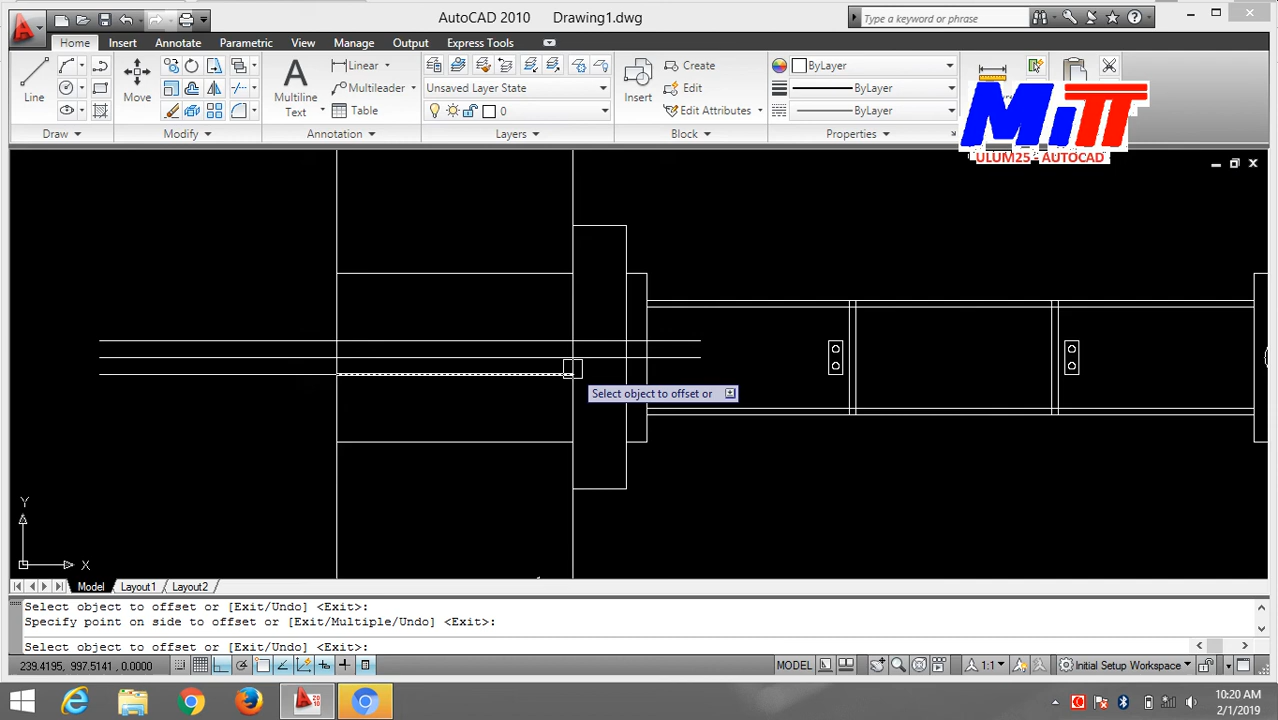 AutoCAD 2010 Drawing1.dwg
Type a keyword or phrase
Home Insert Annotate Parametric View Manage Output Express Tools
Line
Move
A
Multiline
Text
Linear
Multileader
Table
Unsaved Layer State
0
Insert
Create
Edit
Edit Attributes
ByLayer
ByLayer
ByLayer
Draw Modify Annotation Layers Block Properties
MiTT
ULUM25 - AUTOCAD
Select object to offset or
Y
X
Model Layout1 Layout2
Select object to offset or [Exit/Undo] <Exit>:
Specify point on side to offset or [Exit/Multiple/Undo] <Exit>:
Select object to offset or [Exit/Undo] <Exit>:
239.4195, 997.5141, 0.0000
MODEL
1:1
Initial Setup Workspace
10:20 AM
2/1/2019